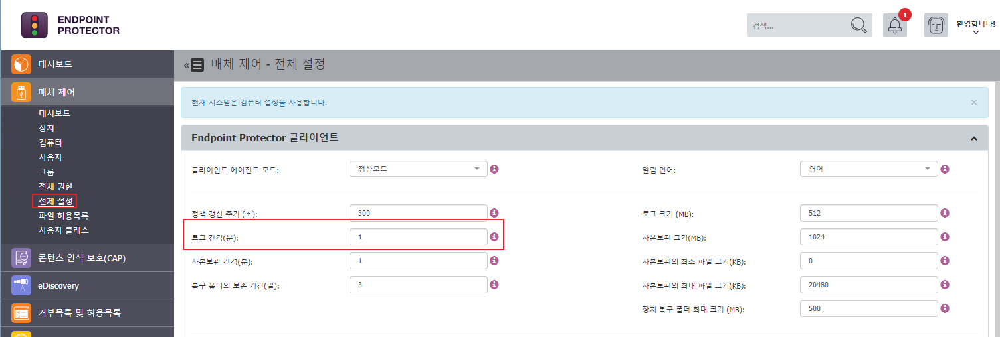 ENDPOINT
PROTECTOR
검색...
1
환영합니다!
대시보드
매체 제어
대시보드
장치
컴퓨터
사용자
그룹
전체 권한
전체 설정
파일 허용목록
사용자 클래스
콘텐츠 인식 보호(CAP)
eDiscovery
거부목록 및 허용목록
« 매체 제어 - 전체 설정
현재 시스템은 컴퓨터 설정을 사용합니다. ×
Endpoint Protector 클라이언트
클라이언트 에이전트 모드: 정상모드 알림 언어: 영어
정책 갱신 주기 (초): 300 로그 크기 (MB): 512
로그 간격(분): 1 사본보관 크기(MB): 1024
사본보관 간격(분): 1 사본보관의 최소 파일 크기(KB): 0
복구 폴더의 보존 기간(일): 3 사본보관의 최대 파일 크기(KB): 20480
장치 복구 폴더 최대 크기 (MB): 500